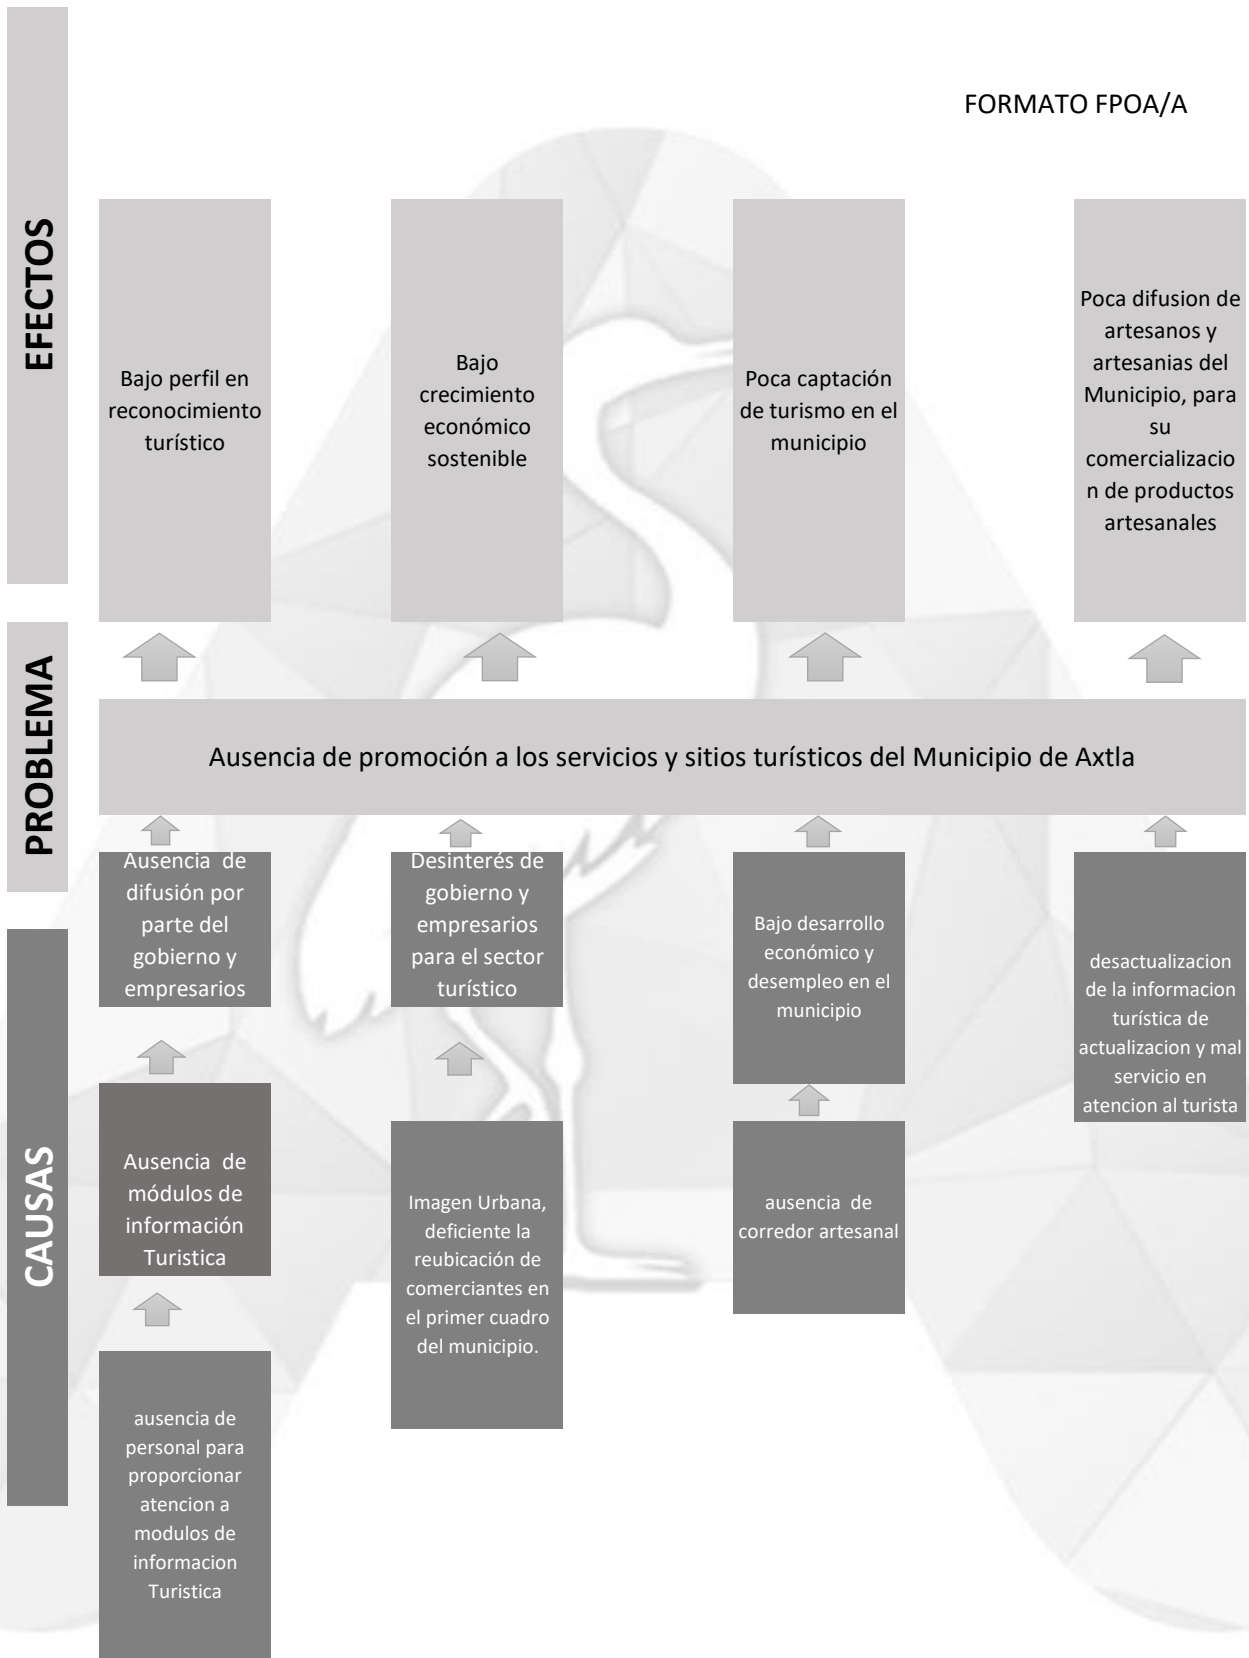 FORMATO FPOA/A
EFECTOS
Bajo perfil en
reconocimiento
turístico
Bajo
crecimiento
económico
sostenible
Poca captación
de turismo en el
municipio
Poca difusion de
artesanos y
artesanias del
Municipio, para
su
comercializacio
n de productos
artesanales
PROBLEMA
Ausencia de promoción a los servicios y sitios turísticos del Municipio de Axtla
CAUSAS
Ausencia  de
difusión por
parte del
gobierno y
empresarios
Desinterés de
gobierno y
empresarios
para el sector
turístico
Bajo desarrollo
económico y
desempleo en el
municipio
desactualizacion
de la informacion
turística de
actualizacion y mal
servicio en
atencion al turista
Ausencia  de
módulos de
información
Turistica
Imagen Urbana,
deficiente la
reubicación de
comerciantes en
el primer cuadro
del municipio.
ausencia  de
corredor artesanal
ausencia de
personal para
proporcionar
atencion a
modulos de
informacion
Turistica